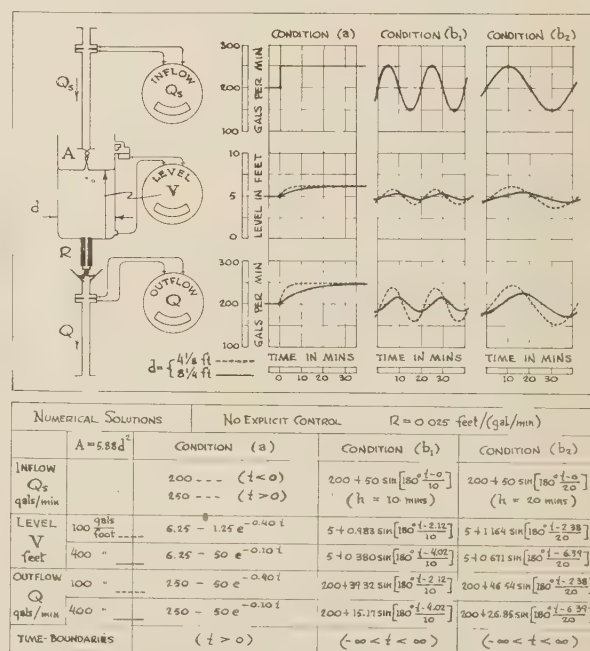 CONDITION (a)
CONDITION (b₁)
CONDITION (b₂)
INFLOW
Qs
Qs
GALS PER MIN
300
200
100
A
LEVEL
V
LEVEL IN FEET
10
5
0
d
R
OUTFLOW
Q
Q
GALS PER MIN
300
200
100
d = { 4⅛ ft -----
8¼ ft ——
TIME IN MINS
TIME IN MINS
TIME IN MINS
0 10 20 30
10 20 30
10 20 30
NUMERICAL SOLUTIONS NO EXPLICIT CONTROL R = 0 025 feet/(gal/min)
A = 5.88d² CONDITION (a) CONDITION (b₁) CONDITION (b₂)
INFLOW
Qs
gals/min
200 --- (t<0)
250 --- (t>0)
200 + 50 sin[180° t-0/10]
(h = 10 mins)
200 + 50 sin[180° t-0/20]
(h = 20 mins)
LEVEL
V
feet
100 gals/foot ----- 6.25 - 1.25 e^-0.40t 5+0.983 sin[180° t-2.12/10] 5+1 164 sin[180° t-2 38/20]
400 " —— 6.25 - 50 e^-0.10t 5+0 380 sin[180° t-4.02/10] 5+0 671 sin[180° t-6.39/20]
OUTFLOW
Q
gals/min
100 " ----- 250 - 50 e^-0.40t 200+39 32 sin[180° t-2 12/10] 200+46 54 sin[180° t-2 38/20]
400 " —— 250 - 50 e^-0.10t 200+15.17 sin[180° t-4.02/10] 200+26.85 sin[180° t-6 39/20]
TIME-BOUNDARIES (t > 0) (-∞ < t < ∞) (-∞ < t < ∞)